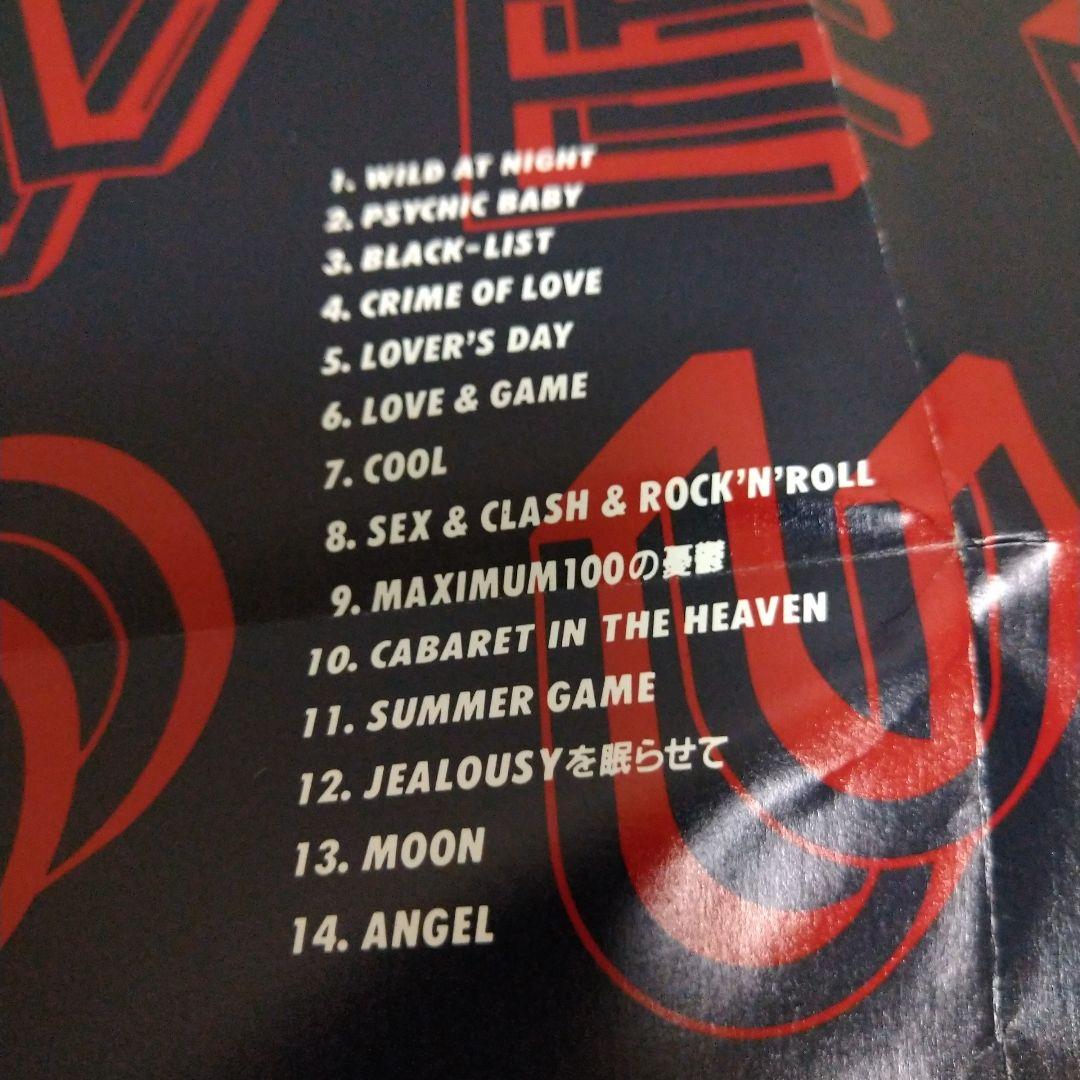 1. WILD AT NIGHT
2. PSYCHIC BABY
3. BLACK-LIST
4. CRIME OF LOVE
5. LOVER'S DAY
6. LOVE & GAME
7. COOL
8. SEX & CLASH & ROCK'N'ROLL
9. MAXIMUM100の憂鬱
10. CABARET IN THE HEAVEN
11. SUMMER GAME
12. JEALOUSYを眠らせて
13. MOON
14. ANGEL